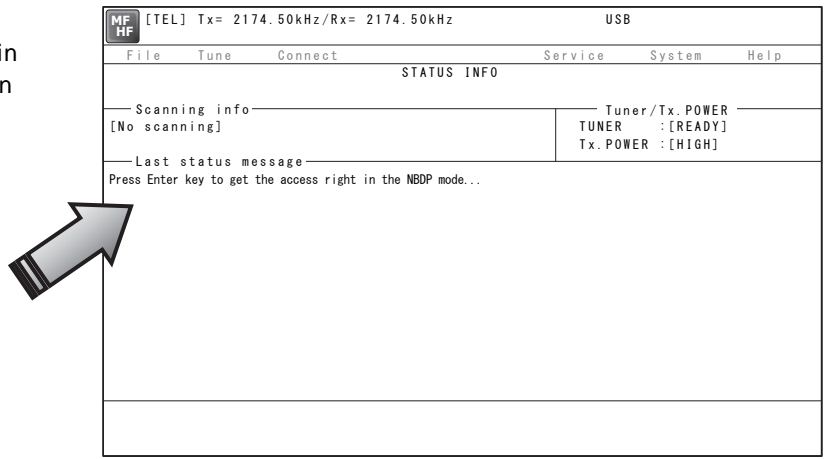 in
n
MF
HF
[TEL] Tx= 2174.50kHz/Rx= 2174.50kHz USB
File Tune Connect Service System Help
STATUS INFO
Scanning info
[No scanning]
Tuner/Tx.POWER
TUNER :[READY]
Tx.POWER :[HIGH]
Last status message
Press Enter key to get the access right in the NBDP mode...